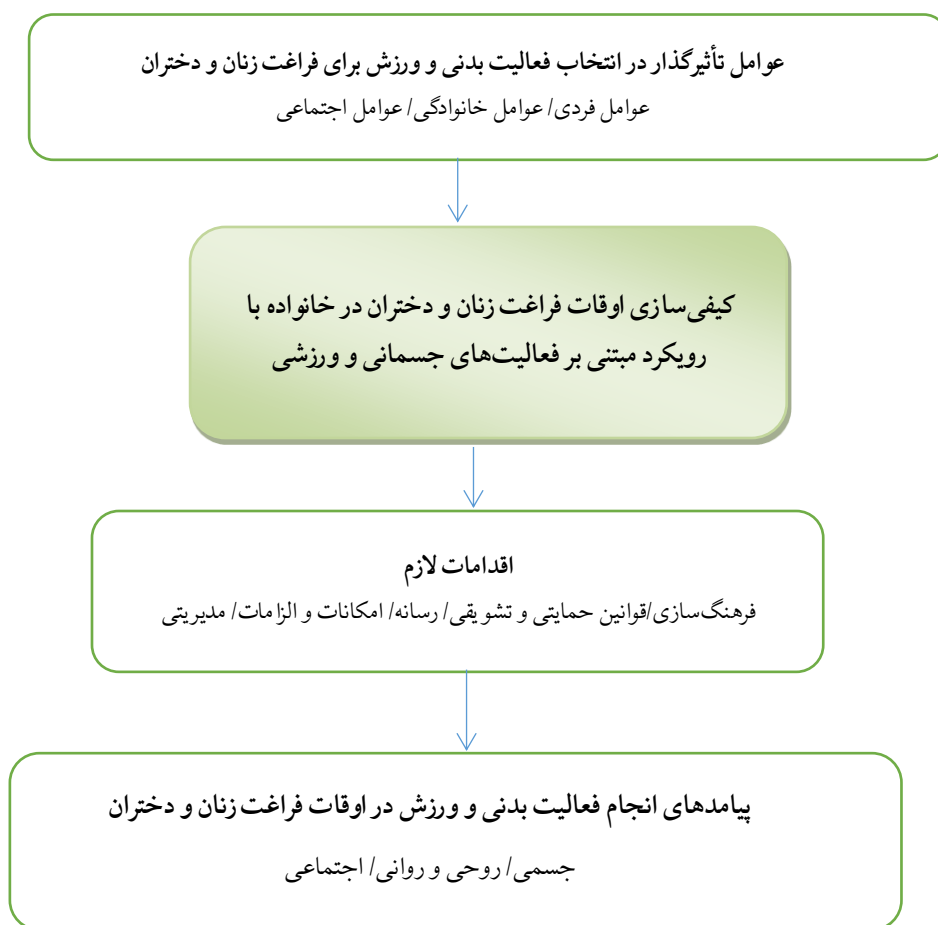 عوامل تأثیرگذار در انتخاب فعالیت بدنی و ورزش برای فراغت زنان و دختران
عوامل فردی/ عوامل خانوادگی/ عوامل اجتماعی
کیفی‌سازی اوقات فراغت زنان و دختران در خانواده با
رویکرد مبتنی بر فعالیت‌های جسمانی و ورزشی
اقدامات لازم
فرهنگ‌سازی/قوانین حمایتی و تشویقی/ رسانه/ امکانات و الزامات/ مدیریتی
پیامدهای انجام فعالیت بدنی و ورزش در اوقات فراغت زنان و دختران
جسمی/ روحی و روانی/ اجتماعی